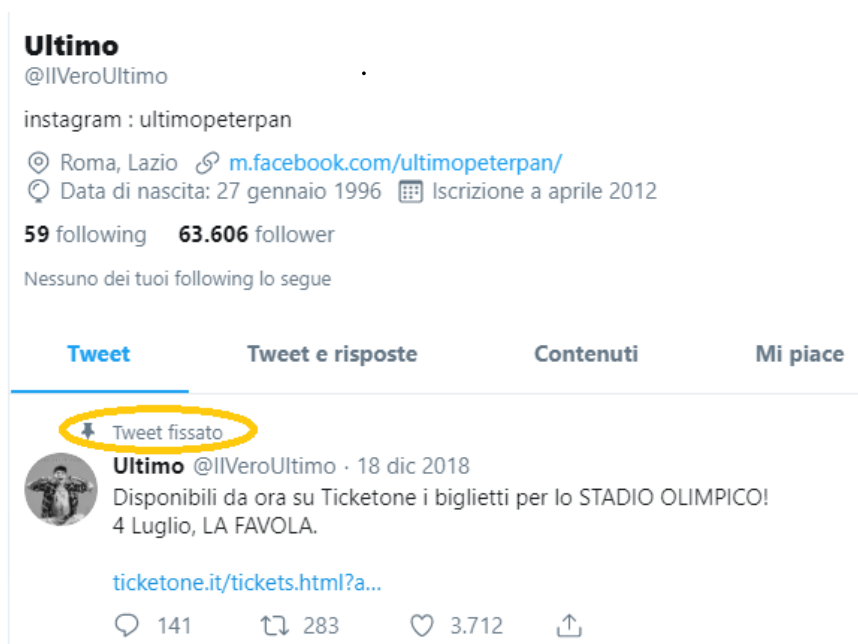 Ultimo
@IlVeroUltimo
instagram : ultimopeterpan
Roma, Lazio m.facebook.com/ultimopeterpan/
Data di nascita: 27 gennaio 1996 Iscrizione a aprile 2012
59 following 63.606 follower
Nessuno dei tuoi following lo segue
Tweet Tweet e risposte Contenuti Mi piace
Tweet fissato
Ultimo @IlVeroUltimo · 18 dic 2018
Disponibili da ora su Ticketone i biglietti per lo STADIO OLIMPICO!
4 Luglio, LA FAVOLA.
ticketone.it/tickets.html?a...
141 283 3.712